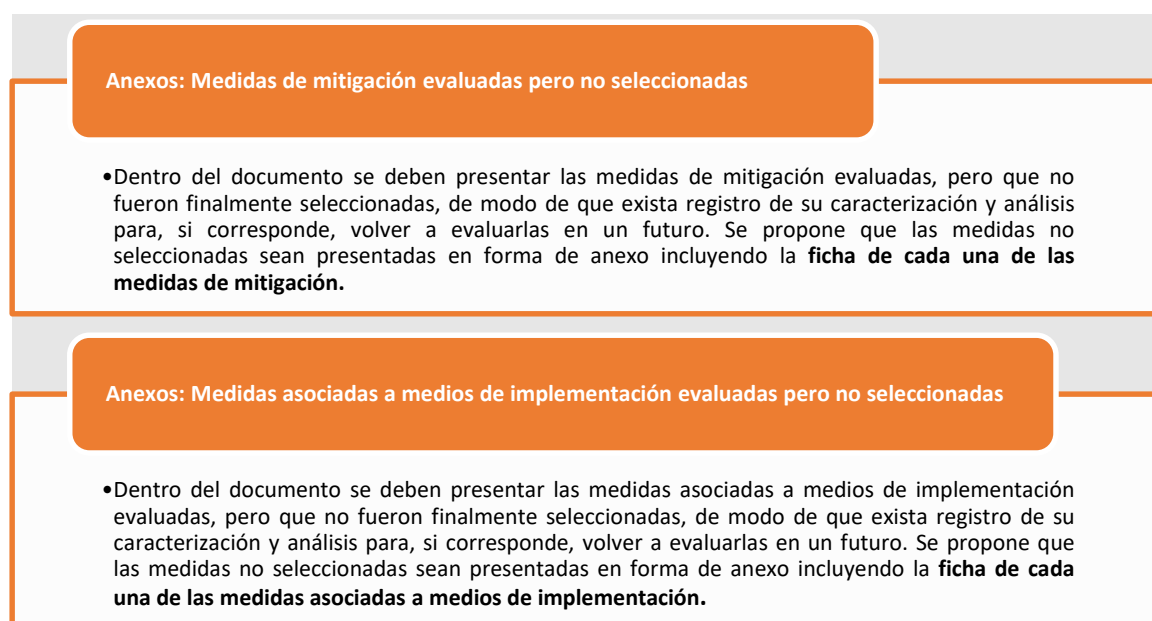 Anexos: Medidas de mitigación evaluadas pero no seleccionadas
•Dentro del documento se deben presentar las medidas de mitigación evaluadas, pero que no
fueron finalmente seleccionadas, de modo de que exista registro de su caracterización y análisis
para, si corresponde, volver a evaluarlas en un futuro. Se propone que las medidas no
seleccionadas sean presentadas en forma de anexo incluyendo la ficha de cada una de las
medidas de mitigación.
Anexos: Medidas asociadas a medios de implementación evaluadas pero no seleccionadas
•Dentro del documento se deben presentar las medidas asociadas a medios de implementación
evaluadas, pero que no fueron finalmente seleccionadas, de modo de que exista registro de su
caracterización y análisis para, si corresponde, volver a evaluarlas en un futuro. Se propone que
las medidas no seleccionadas sean presentadas en forma de anexo incluyendo la ficha de cada
una de las medidas asociadas a medios de implementación.